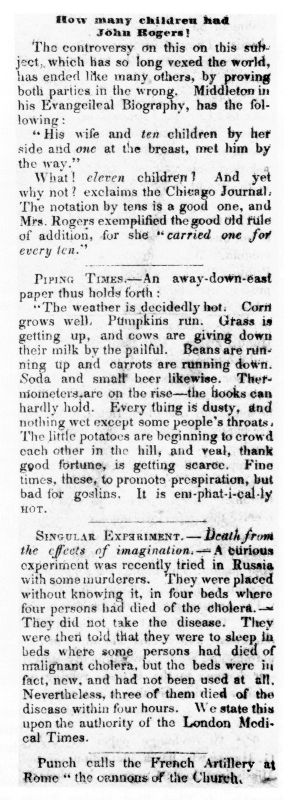 How many children had
John Rogers!
The controversy on this on this sub-
ject, which has so long vexed the world,
has ended like many others, by proving
both parties in the wrong. Middleton in
his Evangeileal Biography, has the fol-
lowing:
"His wife and ten children by her
side and one at the breast, met him by
the way."
What! eleven children? And yet
why not? exclaims the Chicago Journal.
The notation by tens is a good one, and
Mrs. Rogers exemplified the good old rule
of addition, for she "carried one for
every ten."
PIPING TIMES.—An away-down-east
paper thus holds forth:
"The weather is decidedly hot. Corn
grows well. Pumpkins run. Grass is
getting up, and cows are giving down
their milk by the pailful. Beans are run-
ning up and carrots are running down.
Soda and small beer likewise. Ther-
mometers are on the rise—the hooks can
hardly hold. Every thing is dusty, and
nothing wet except some people's throats.
The little potatoes are beginning to crowd
each other in the hill, and veal, thank
good fortune, is getting scarce. Fine
times, these, to promote prespiration, but
bad for goslins. It is em-phat-i-cal-ly
HOT.
SINGULAR EXPERIMENT.—Death from
the effects of imagination.—A curious
experiment was recently tried in Russia
with some murderers. They were placed
without knowing it, in four beds where
four persons had died of the cholera.—
They did not take the disease. They
were then told that they were to sleep in
beds where some persons had died of
malignant cholera, but the beds were in
fact, new, and had not been used at all.
Nevertheless, three of them died of the
disease within four hours. We state this
upon the authority of the London Medi-
cal Times.
Punch calls the French Artillery at
Rome "the cannons of the Church.